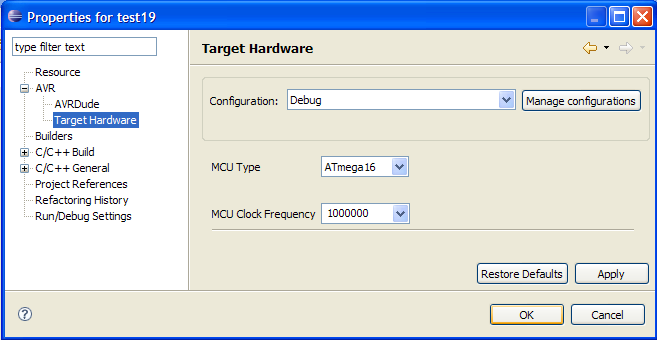 Properties for test19
type filter text
Resource
AVR
AVRDude
Target Hardware
Builders
C/C++ Build
C/C++ General
Project References
Refactoring History
Run/Debug Settings
Target Hardware
Configuration: Debug Manage configurations
MCU Type ATmega16
MCU Clock Frequency 1000000
Restore Defaults Apply
? OK Cancel